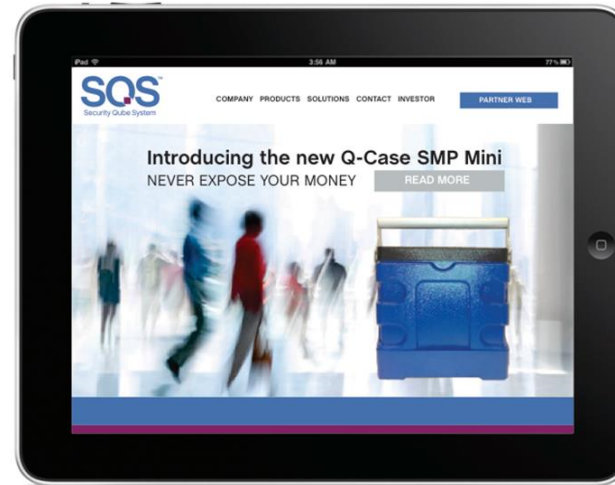 iPad 3:56 AM 77%
SQS™
Security Qube System
COMPANY PRODUCTS SOLUTIONS CONTACT INVESTOR PARTNER WEB
Introducing the new Q-Case SMP Mini
NEVER EXPOSE YOUR MONEY READ MORE